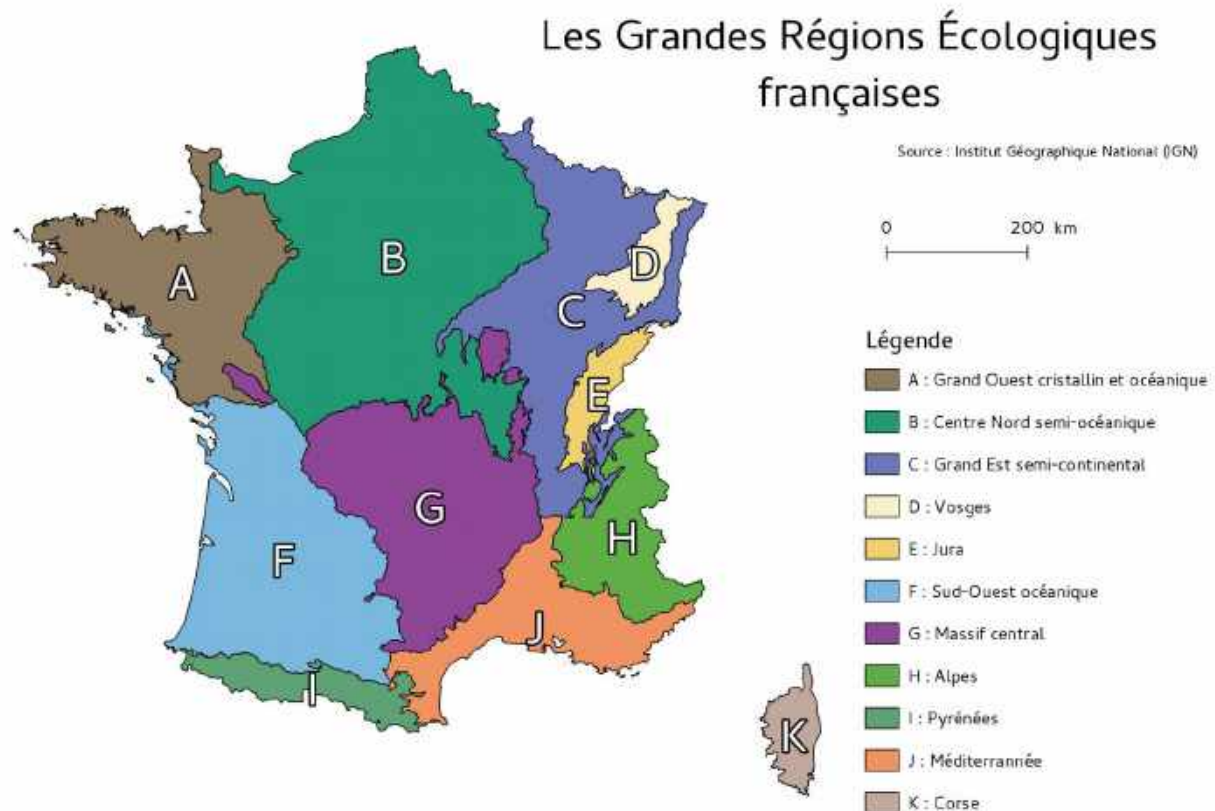 Les Grandes Régions Écologiques
françaises
Source : Institut Géographique National (IGN)
0 200 km
A
B
C
D
E
F
G
H
I
J
K
Légende
A : Grand Ouest cristallin et océanique
B : Centre Nord semi-océanique
C : Grand Est semi-continental
D : Vosges
E : Jura
F : Sud-Ouest océanique
G : Massif central
H : Alpes
I : Pyrénées
J : Méditerrannée
K : Corse